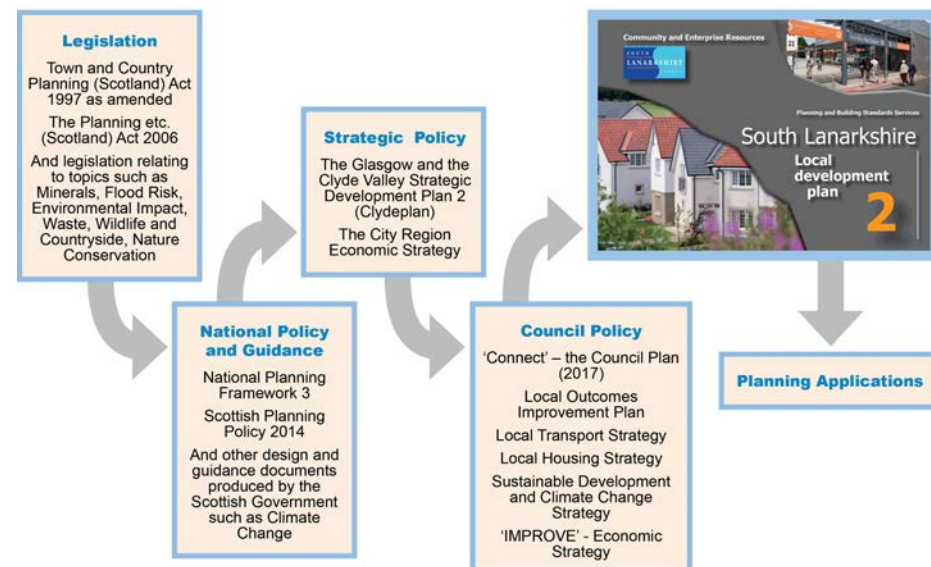 Legislation
Town and Country
Planning (Scotland) Act
1997 as amended
The Planning etc.
(Scotland) Act 2006
And legislation relating
to topics such as
Minerals, Flood Risk,
Environmental Impact,
Waste, Wildlife and
Countryside, Nature
Conservation
National Policy
and Guidance
National Planning
Framework 3
Scottish Planning
Policy 2014
And other design and
guidance documents
produced by the
Scottish Government
such as Climate
Change
Strategic Policy
The Glasgow and the
Clyde Valley Strategic
Development Plan 2
(Clydeplan)
The City Region
Economic Strategy
Council Policy
‘Connect’ – the Council Plan
(2017)
Local Outcomes
Improvement Plan
Local Transport Strategy
Local Housing Strategy
Sustainable Development
and Climate Change
Strategy
‘IMPROVE’ - Economic
Strategy
Community and Enterprise Resources
SOUTH
LANARKSHIRE
Planning and Building Standards Services
South Lanarkshire
Local
development
plan
2
Planning Applications